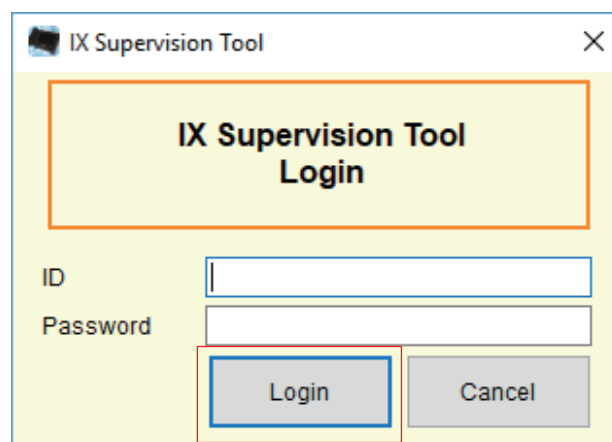 IX Supervision Tool
IX Supervision Tool
Login
ID
Password
Login Cancel